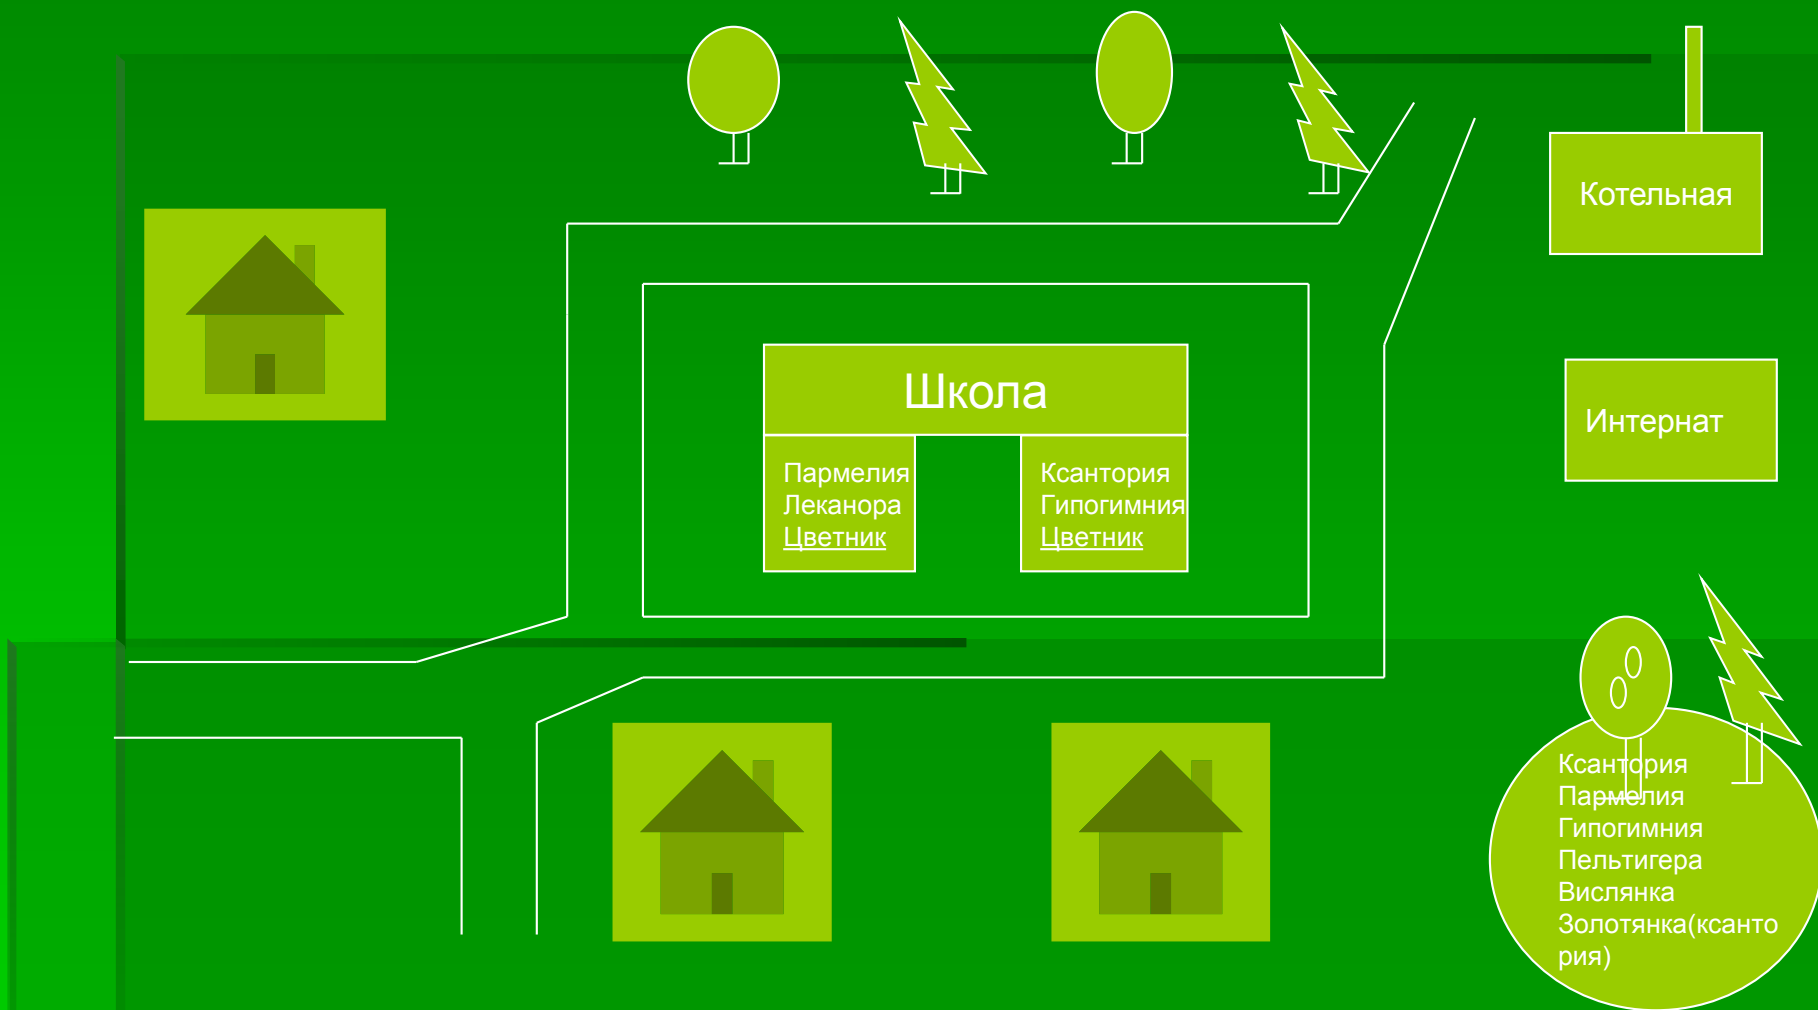 Котельная
Школа
Интернат
Пармелия
Леканора
Цветник
Ксантория
Гипогимния
Цветник
Ксантория
Пармелия
Гипогимния
Пельтигера
Вислянка
Золотянка(ксанто
рия)